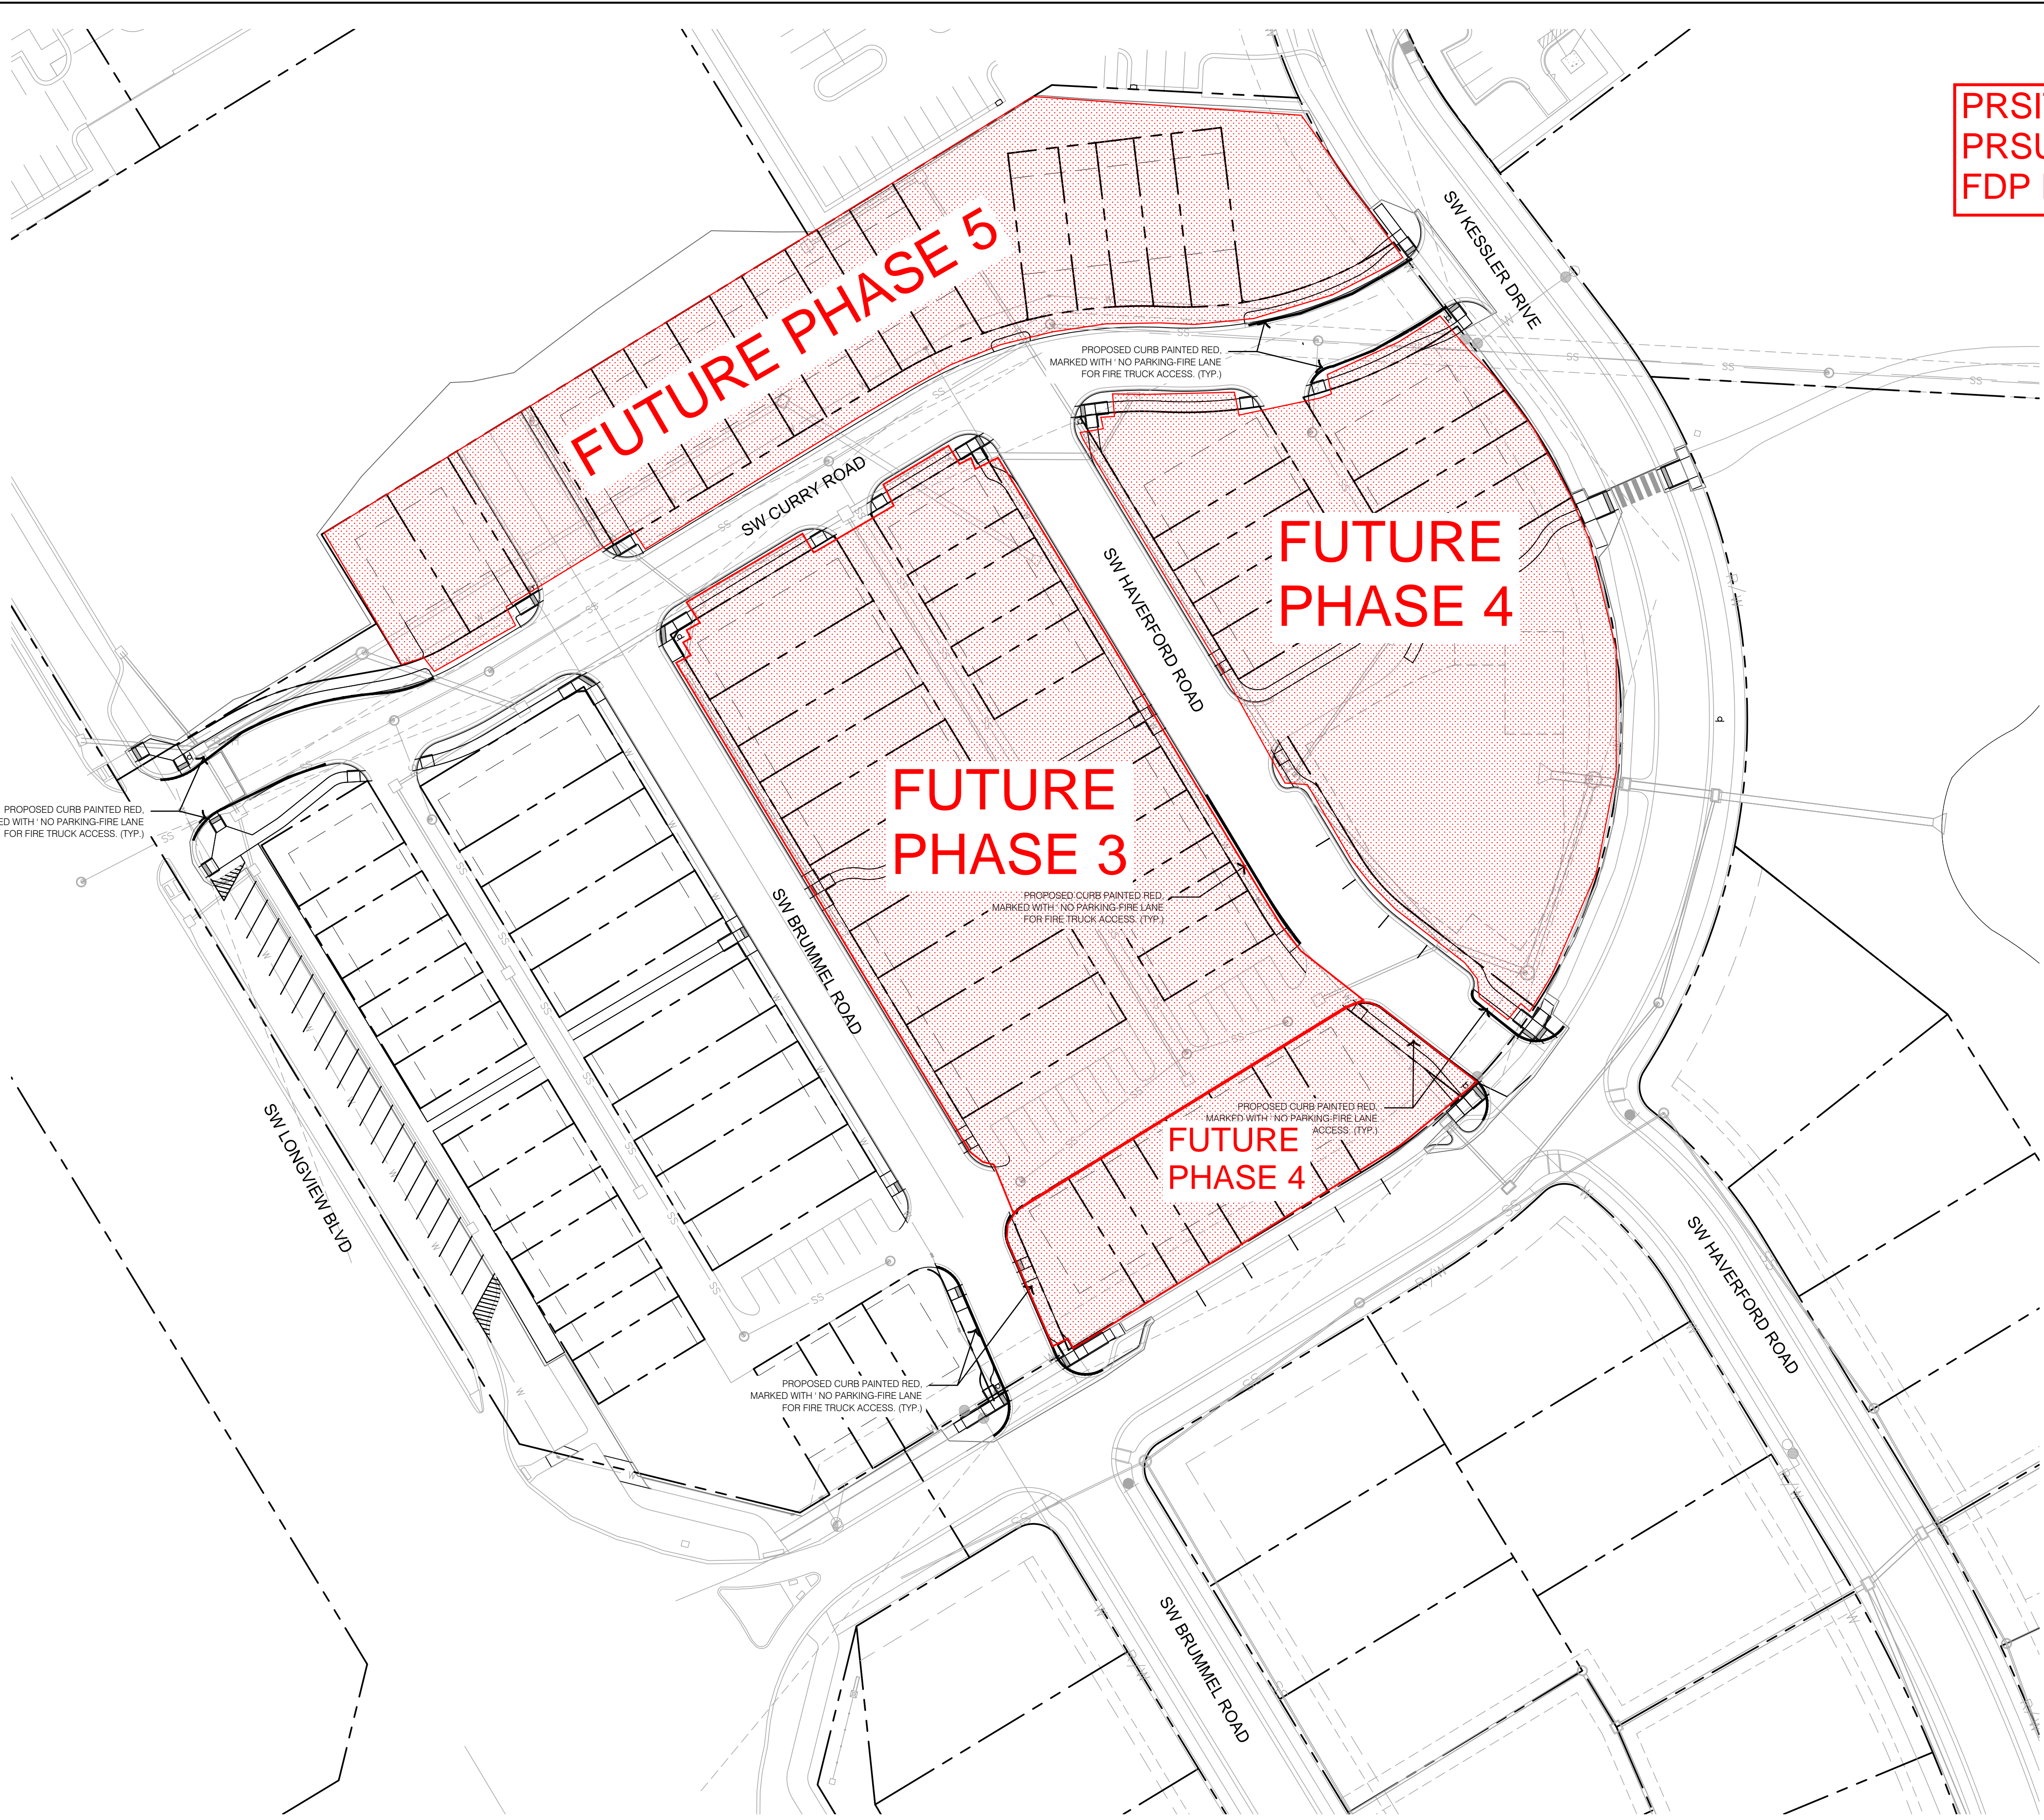 PRSI
PRSU
FDP
FUTURE PHASE 5
SW KESSLER DRIVE
PROPOSED CURB PAINTED RED,
MARKED WITH ' NO PARKING-FIRE LANE
FOR FIRE TRUCK ACCESS. (TYP.)
SW CURRY ROAD
FUTURE
PHASE 4
SW HAVERFORD ROAD
FUTURE
PHASE 3
PROPOSED CURB PAINTED RED,
MARKED WITH ' NO PARKING-FIRE LANE
FOR FIRE TRUCK ACCESS. (TYP.)
PROPOSED CURB PAINTED RED,
ED WITH ' NO PARKING-FIRE LANE
FOR FIRE TRUCK ACCESS. (TYP.)
SW BRUMMEL ROAD
SW LONGVIEW BLVD
PROPOSED CURB PAINTED RED,
MARKED WITH ' NO PARKING-FIRE LANE
ACCESS. (TYP.)
FUTURE
PHASE 4
SW HAVERFORD ROAD
PROPOSED CURB PAINTED RED,
MARKED WITH ' NO PARKING-FIRE LANE
FOR FIRE TRUCK ACCESS. (TYP.)
SW BRUMMEL ROAD